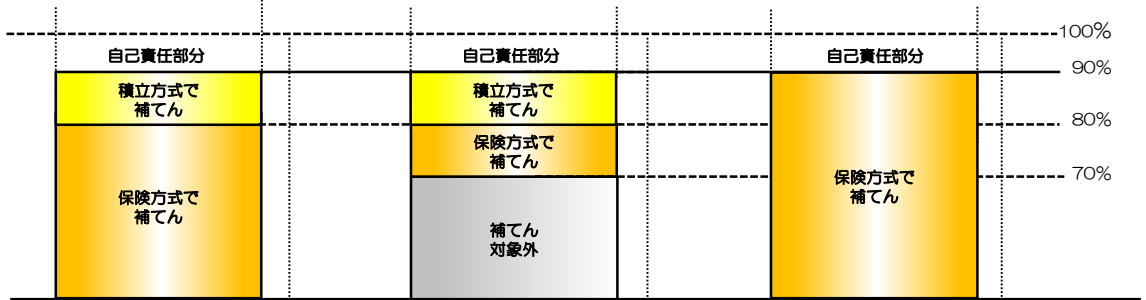 100%
自己責任部分
自己責任部分
自己責任部分
90%
積立方式で
補てん
積立方式で
補てん
80%
保険方式で
補てん
70%
保険方式で
補てん
保険方式で
補てん
補てん
対象外